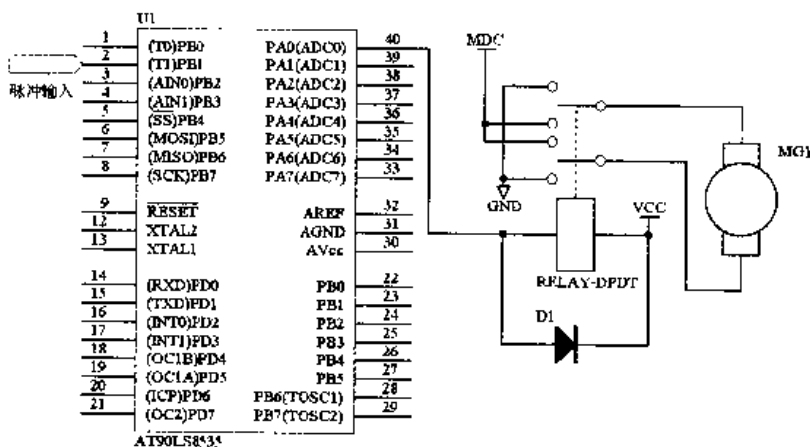 U1
1 (T0)PB0
2 (T1)PB1
脉冲输入
3 (AIN0)PB2
4 (AIN1)PB3
5 (SS)PB4
6 (MOSI)PB5
7 (MISO)PB6
8 (SCK)PB7
9 RESET
12 XTAL2
13 XTAL1
14 (RXD)PD0
15 (TXD)PD1
16 (INT0)PD2
17 (INT1)PD3
18 (OC1B)PD4
19 (OC1A)PD5
20 (ICP)PD6
21 (OC2)PD7
PA0(ADC0) 40
PA1(ADC1) 39
PA2(ADC2) 38
PA3(ADC3) 37
PA4(ADC4) 36
PA5(ADC5) 35
PA6(ADC6) 34
PA7(ADC7) 33
AREF 32
AGND 31
AVcc 30
PB0 22
PB1 23
PB2 24
PB3 25
PB4 26
PB5 27
PB6(TOSC1) 28
PB7(TOSC2) 29
AT90LS8535
MDC
GND
VCC
RELAY-DPDT
D1
MG1